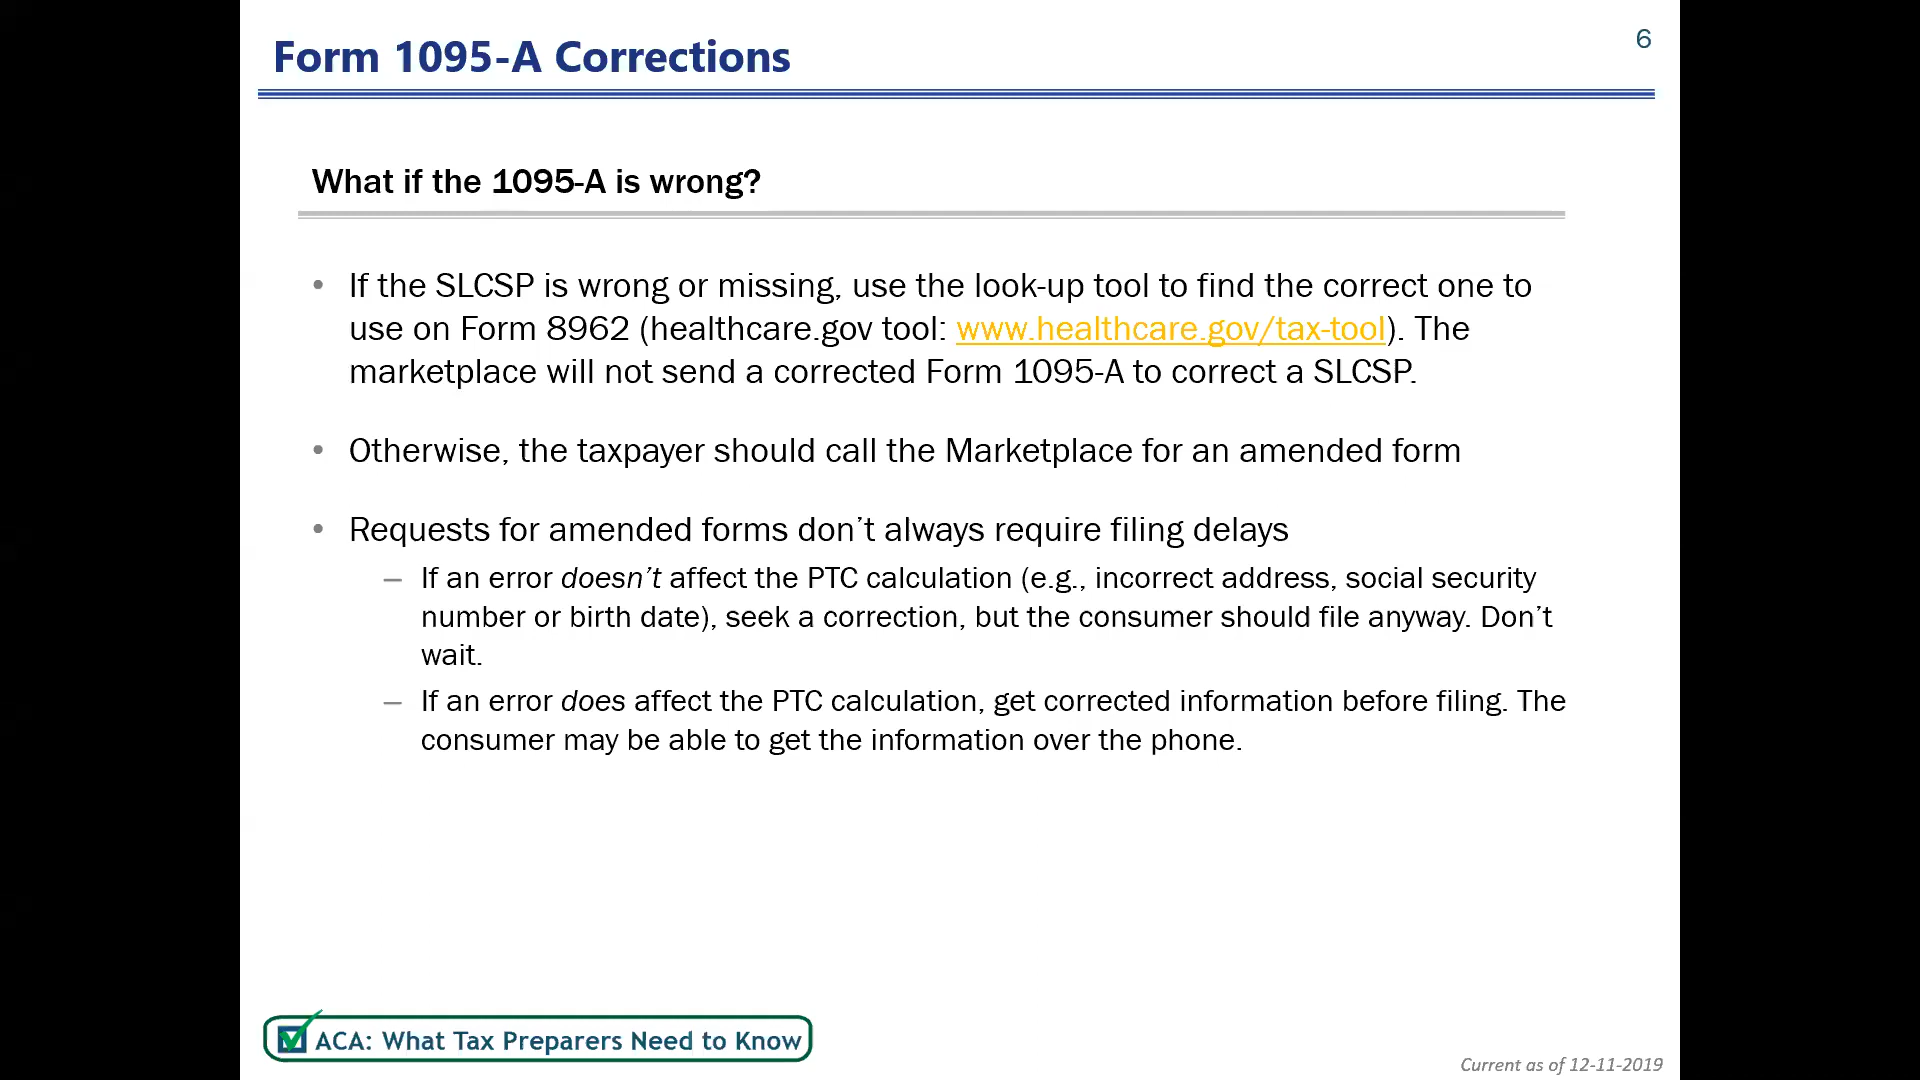 Form 1095-A Corrections
6
What if the 1095-A is wrong?
• If the SLCSP is wrong or missing, use the look-up tool to find the correct one to
use on Form 8962 (healthcare.gov tool: www.healthcare.gov/tax-tool). The
marketplace will not send a corrected Form 1095-A to correct a SLCSP.
• Otherwise, the taxpayer should call the Marketplace for an amended form
• Requests for amended forms don’t always require filing delays
– If an error doesn’t affect the PTC calculation (e.g., incorrect address, social security
number or birth date), seek a correction, but the consumer should file anyway. Don’t
wait.
– If an error does affect the PTC calculation, get corrected information before filing. The
consumer may be able to get the information over the phone.
ACA: What Tax Preparers Need to Know
Current as of 12-11-2019